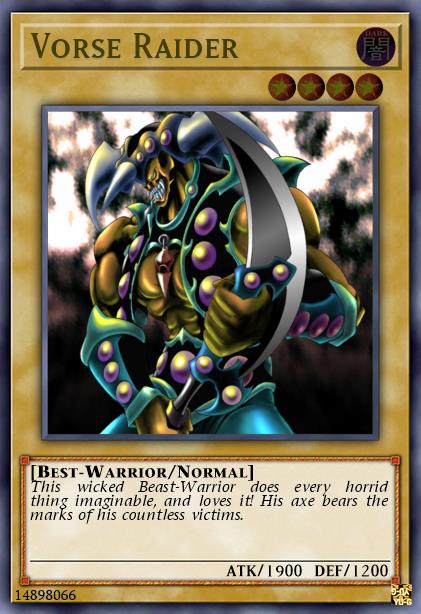 Vorse Raider
DARK
闇
[Best-Warrior/Normal]
This wicked Beast-Warrior does every horrid
thing imaginable, and loves it! His axe bears the
marks of his countless victims.
ATK/1900 DEF/1200
14898066